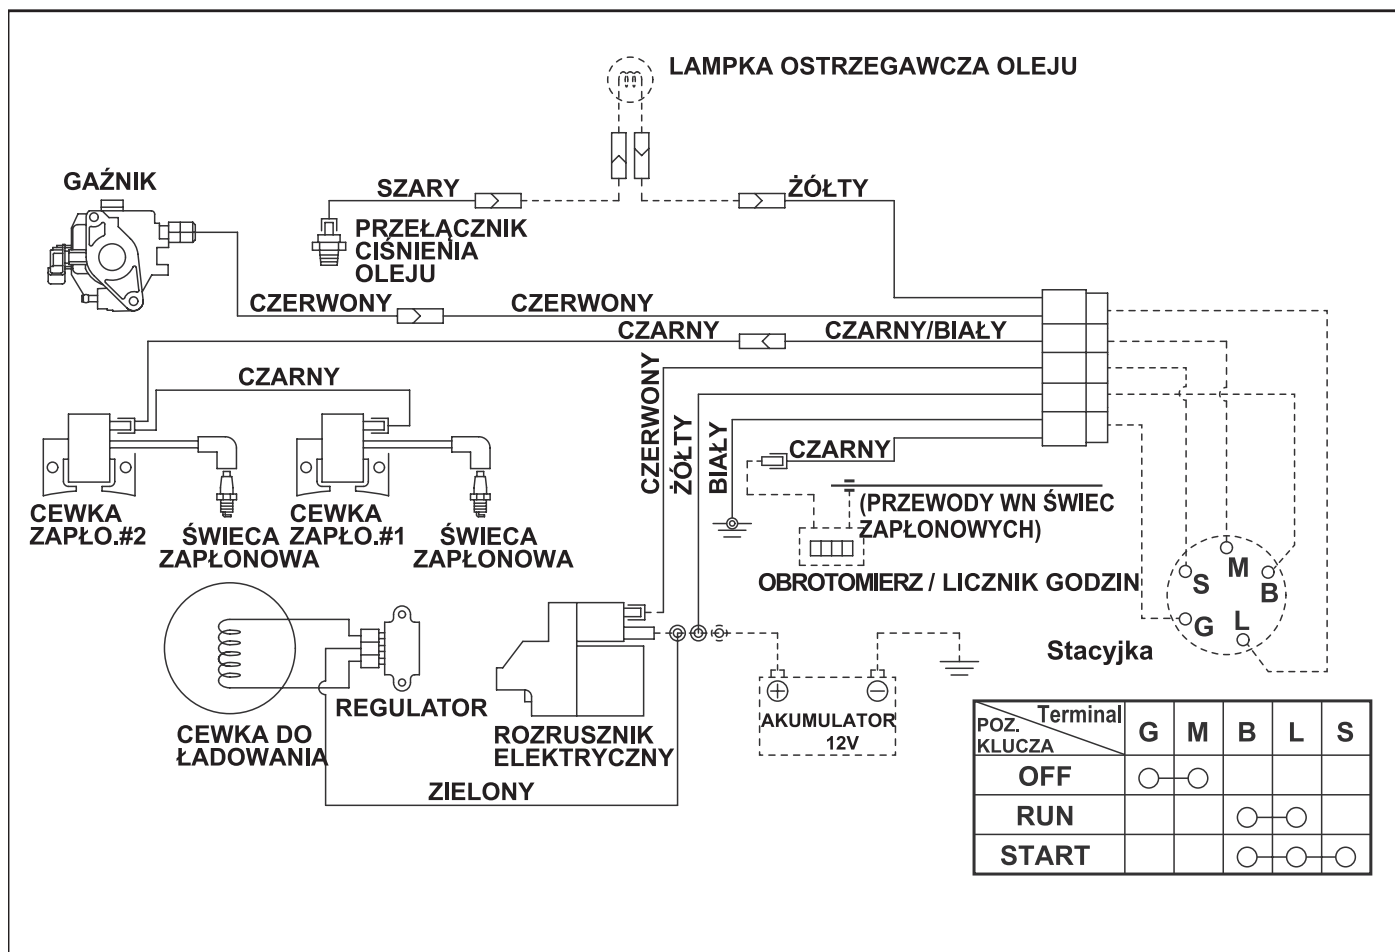 LAMPKA OSTRZEGAWCZA OLEJU
GAŹNIK
SZARY
ŻÓŁTY
PRZEŁĄCZNIK
CIŚNIENIA
OLEJU
CZERWONY
CZERWONY
CZARNY
CZARNY/BIAŁY
CZARNY
CZERWONY
ŻÓŁTY
BIAŁY
CZARNY
(PRZEWODY WN ŚWIEC
ZAPŁONOWYCH)
CEWKA
ZAPŁO.#2
ŚWIECA
ZAPŁONOWA
CEWKA
ZAPŁO.#1
ŚWIECA
ZAPŁONOWA
OBROTOMIERZ / LICZNIK GODZIN
S
M
B
G
L
Stacyjka
REGULATOR
CEWKA DO
ŁADOWANIA
ROZRUSZNIK
ELEKTRYCZNY
+
−
AKUMULATOR
12V
ZIELONY
Terminal
POZ.
KLUCZA
G M B L S
OFF
RUN
START